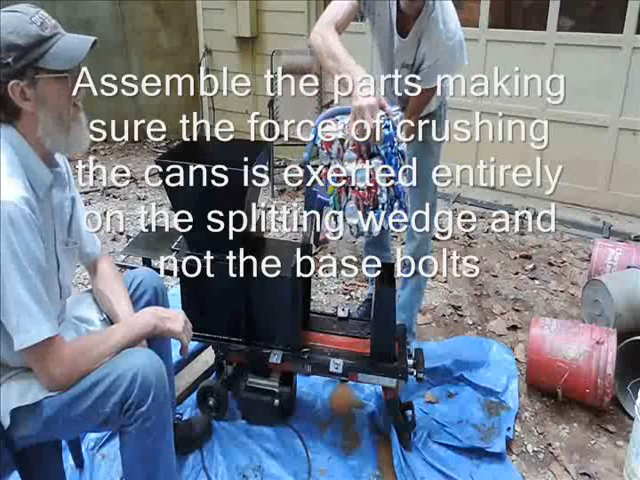 Assemble the parts making
sure the force of crushing
the cans is exerted entirely
on the splitting wedge and
not the base bolts